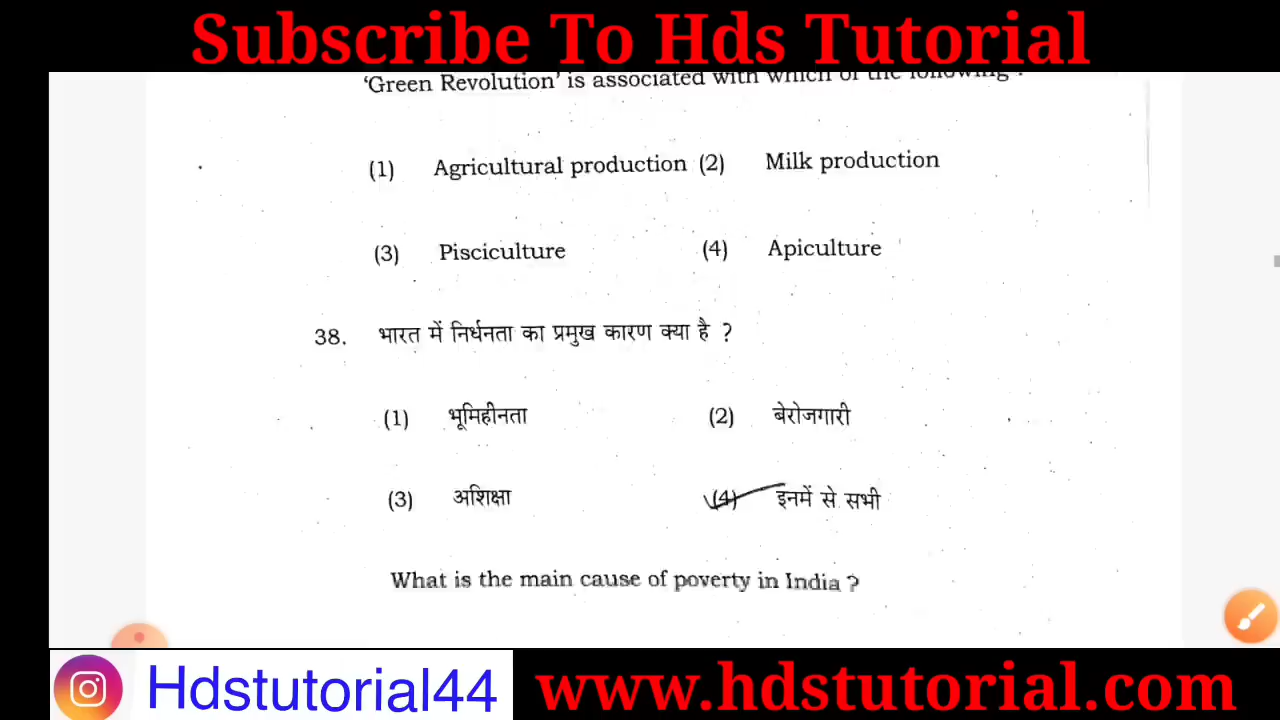 Subscribe To Hds Tutorial
'Green Revolution' is associated with which of the following ?
(1) Agricultural production (2) Milk production
(3) Pisciculture (4) Apiculture
38. भारत में निर्धनता का प्रमुख कारण क्या है ?
(1) भूमिहीनता (2) बेरोजगारी
(3) अशिक्षा (4) इनमें से सभी
What is the main cause of poverty in India ?
Hdstutorial44 www.hdstutorial.com